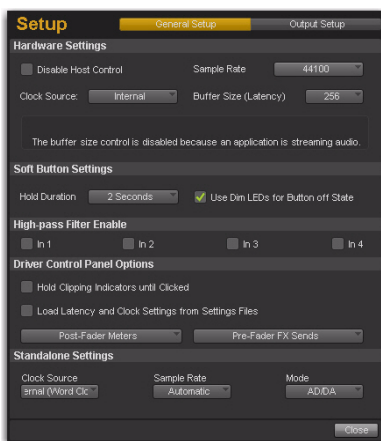 Setup General Setup Output Setup
Hardware Settings
Disable Host Control Sample Rate 44100
Clock Source: Internal Buffer Size (Latency) 256
The buffer size control is disabled because an application is streaming audio.
Soft Button Settings
Hold Duration 2 Seconds Use Dim LEDs for Button off State
High-pass Filter Enable
In 1 In 2 In 3 In 4
Driver Control Panel Options
Hold Clipping Indicators until Clicked
Load Latency and Clock Settings from Settings Files
Post-Fader Meters Pre-Fader FX Sends
Standalone Settings
Clock Source Sample Rate Mode
ernal (Word Clc Automatic AD/DA
Close